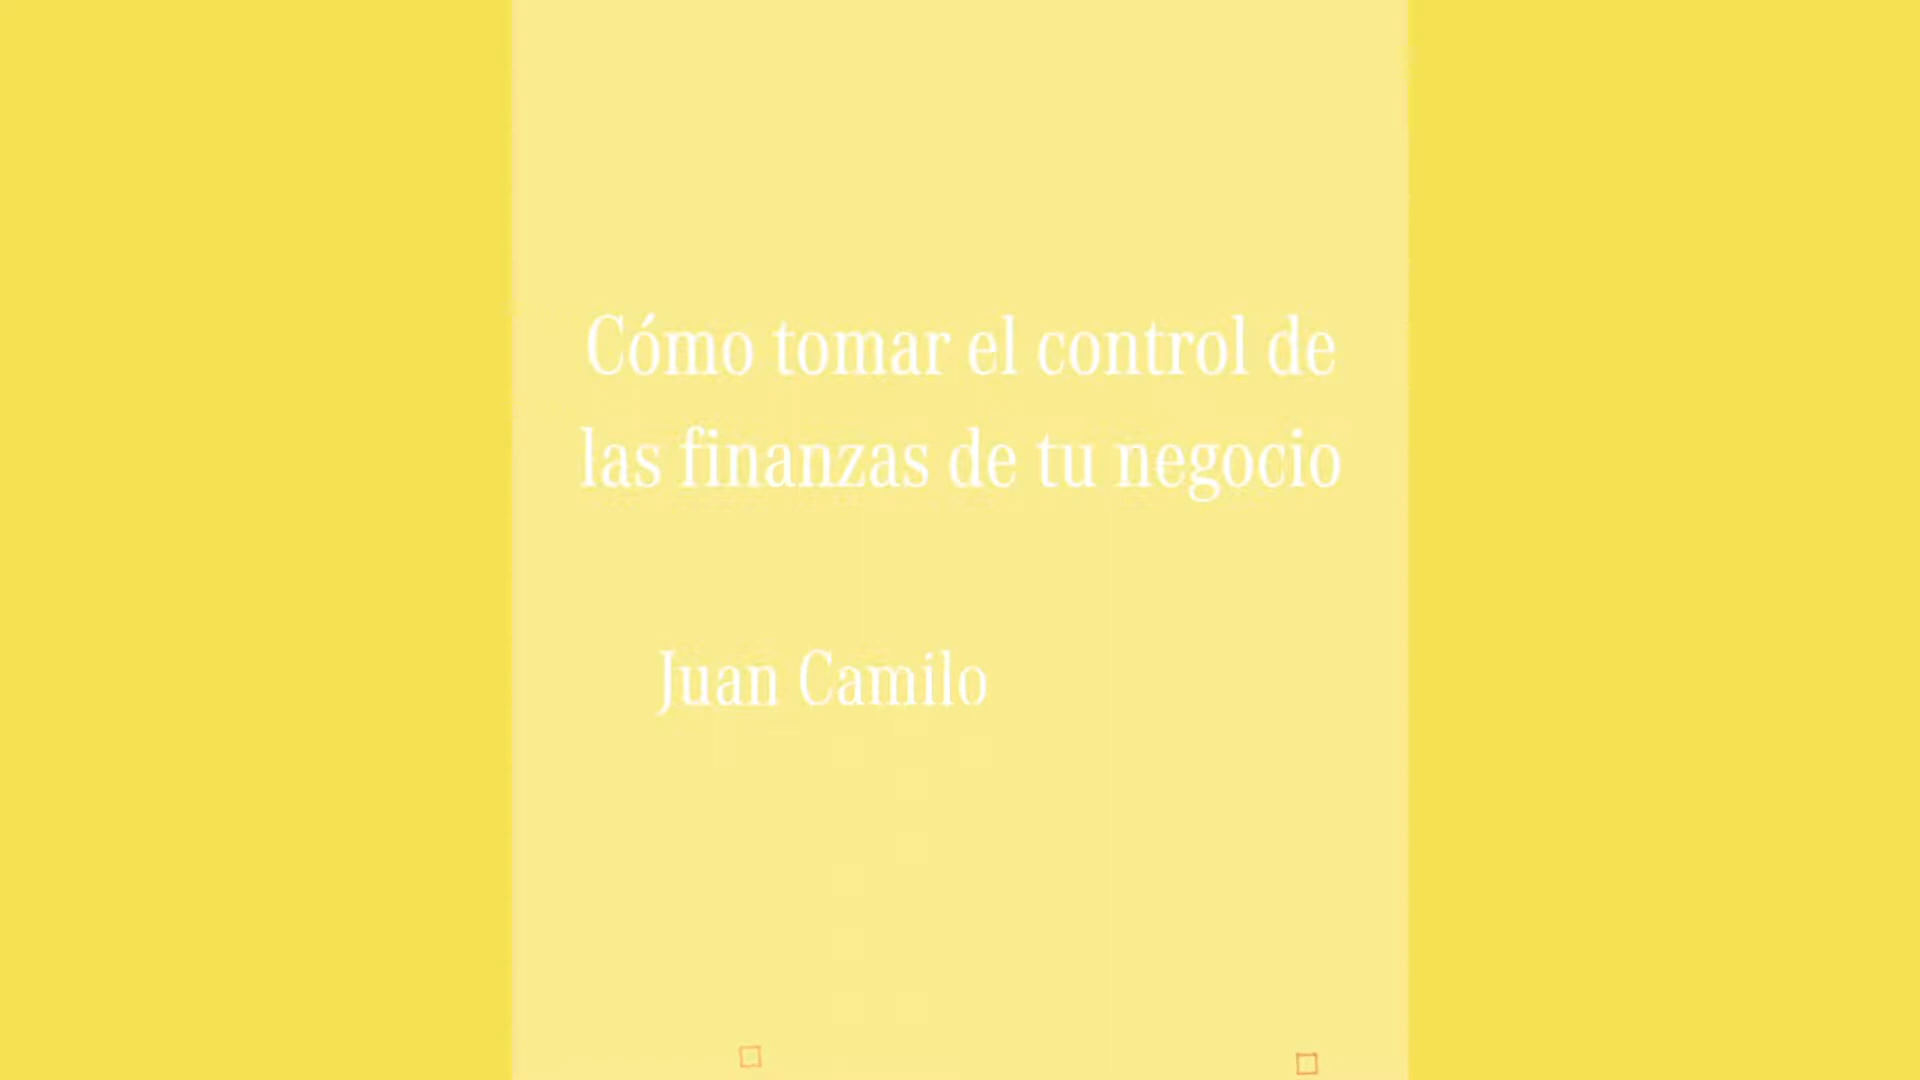 Cómo tomar el control de
las finanzas de tu negocio
Juan Camilo